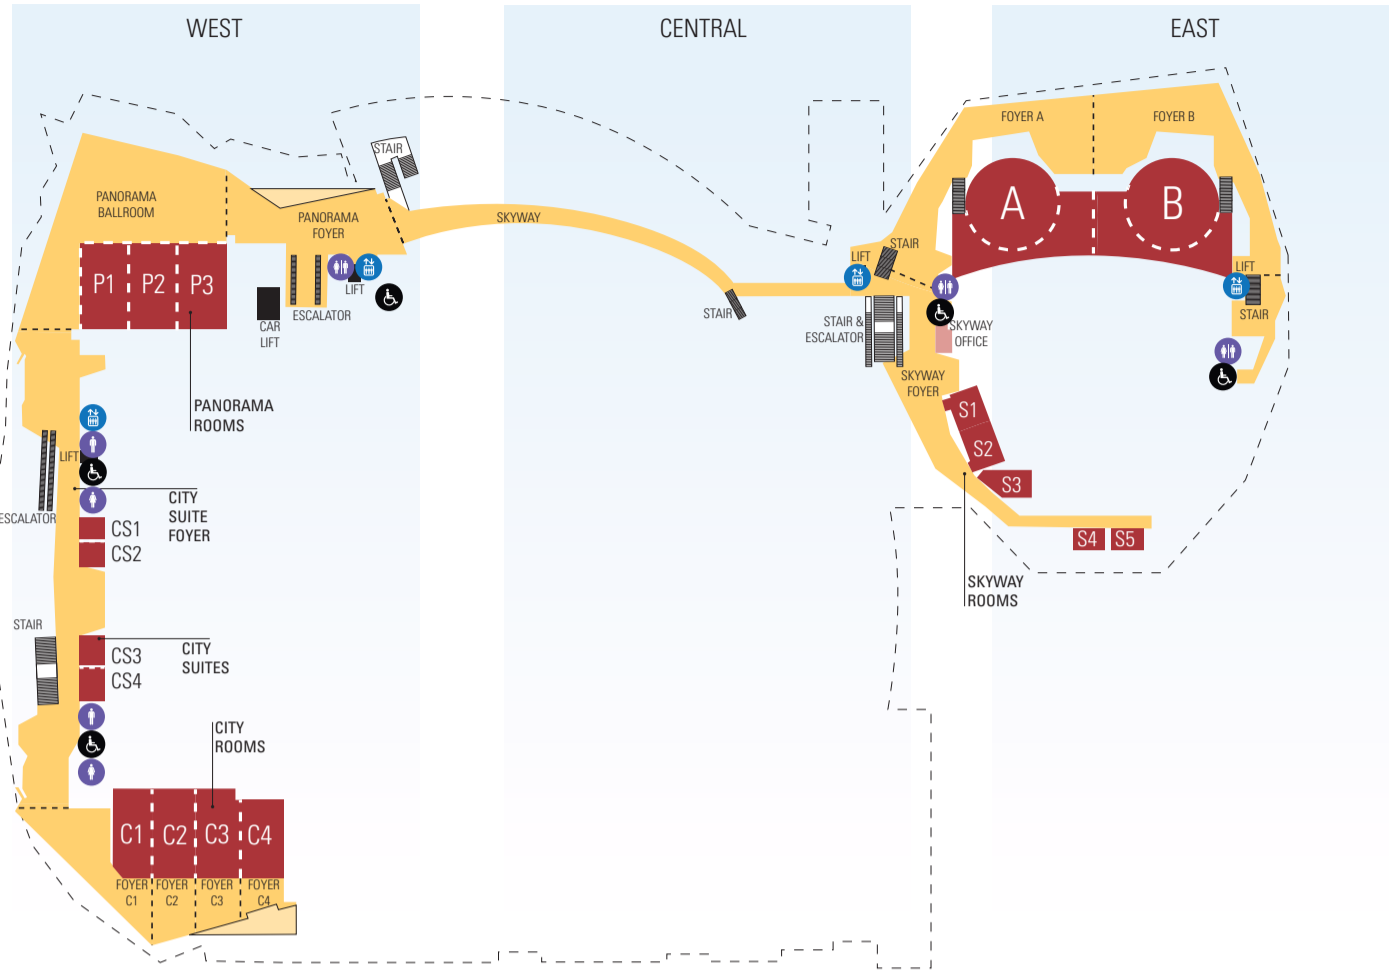 WEST
CENTRAL
EAST
FOYER A
FOYER B
STAIR
PANORAMA
BALLROOM
PANORAMA
FOYER
SKYWAY
A
B
STAIR
LIFT
LIFT
STAIR
P1
P2
P3
LIFT
CAR
LIFT
ESCALATOR
STAIR
STAIR &
ESCALATOR
SKYWAY
OFFICE
SKYWAY
FOYER
PANORAMA
ROOMS
S1
S2
S3
S4
S5
SKYWAY
ROOMS
LIFT
ESCALATOR
CITY
SUITE
FOYER
CS1
CS2
STAIR
CS3
CS4
CITY
SUITES
CITY
ROOMS
C1
C2
C3
C4
FOYER
C1
FOYER
C2
FOYER
C3
FOYER
C4